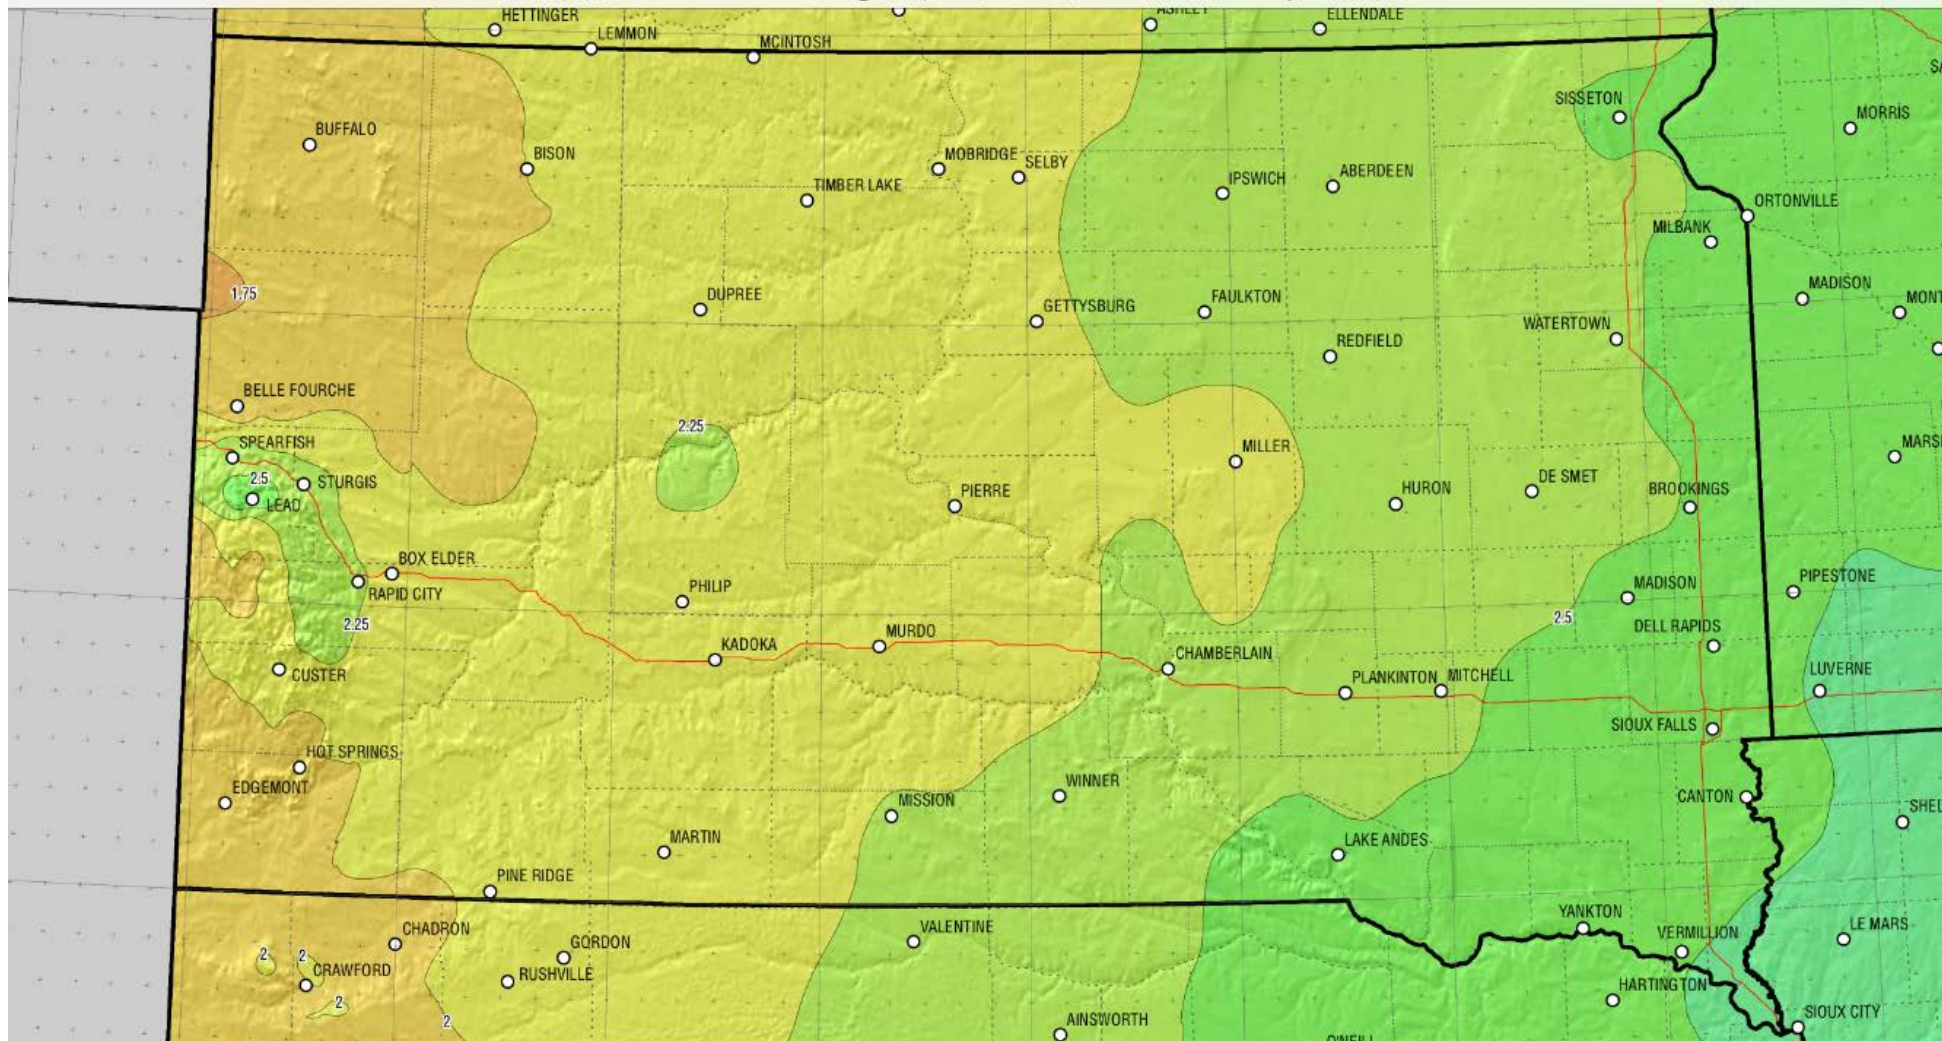 HETTINGER
ASHLEY
ELLENDALE
LEMMON
MCINTOSH
SISSETON
MORRIS
BUFFALO
BISON
MOBRIDGE
SELBY
TIMBER LAKE
IPSWICH
ABERDEEN
ORTONVILLE
MILBANK
1.75
DUPREE
GETTYSBURG
FAULKTON
MADISON
WATERTOWN
REDFIELD
BELLE FOURCHE
2.25
SPEARFISH
MILLER
2.5
STURGIS
LEAD
PIERRE
HURON
DE SMET
BROOKINGS
BOX ELDER
RAPID CITY
PHILIP
MADISON
PIPESTONE
2.25
2.5
DELL RAPIDS
KADOKA
MURDO
CHAMBERLAIN
CUSTER
PLANKINTON
MITCHELL
LUVERNE
SIOUX FALLS
HOT SPRINGS
EDGEMONT
MISSION
WINNER
CANTON
MARTIN
LAKE ANDES
PINE RIDGE
CHADRON
GORDON
VALENTINE
YANKTON
VERMILLION
LE MARS
2
2
CRAWFORD
RUSHVILLE
HARTINGTON
2
2
AINSWORTH
SIOUX CITY
O'NEILL